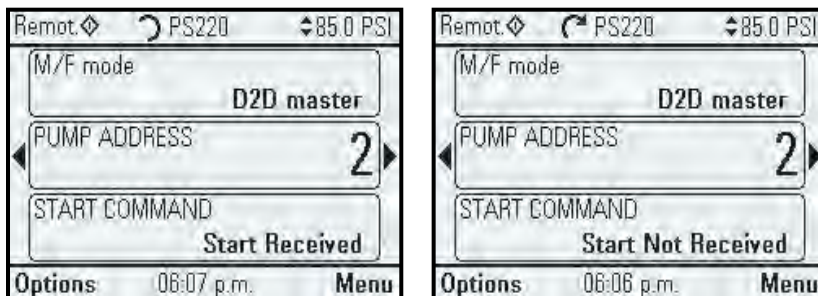 Remot. PS220 85.0 PSI
M/F mode
D2D master
PUMP ADDRESS
2
START COMMAND
Start Received
Options 06:07 p.m. Menu
Remot. PS220 85.0 PSI
M/F mode
D2D master
PUMP ADDRESS
2
START COMMAND
Start Not Received
Options 06:06 p.m. Menu